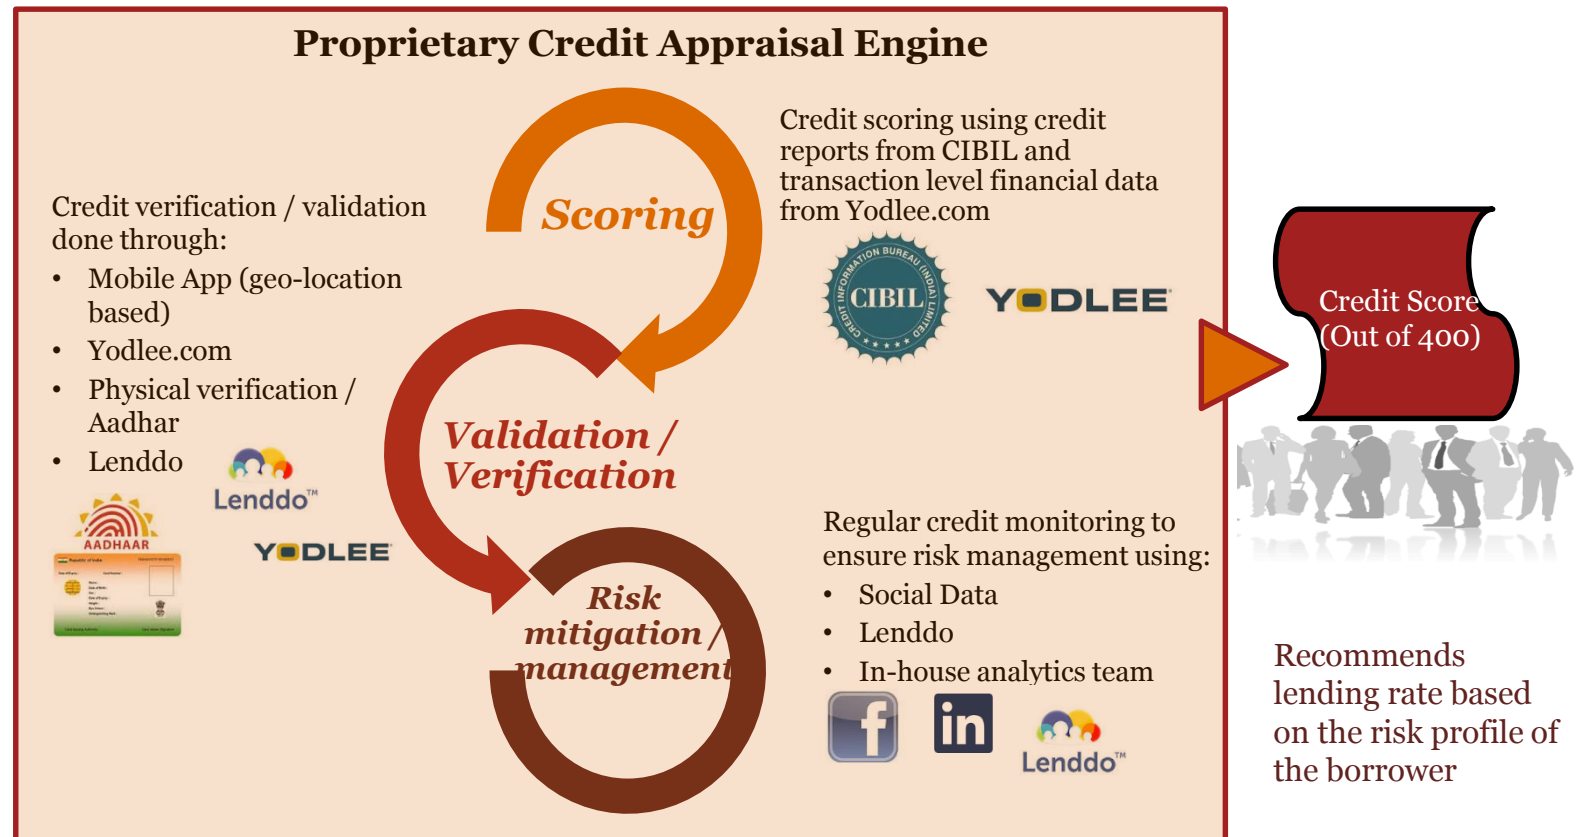 Proprietary Credit Appraisal Engine
Scoring
Credit scoring using credit
reports from CIBIL and
transaction level financial data
from Yodlee.com
CREDIT INFORMATION BUREAU (INDIA) LIMITED
CIBIL
YODLEE
Credit verification / validation
done through:
• Mobile App (geo-location
based)
• Yodlee.com
• Physical verification /
Aadhar
• Lenddo
Lenddo™
AADHAAR
YODLEE
Validation /
Verification
Risk
mitigation /
management
Regular credit monitoring to
ensure risk management using:
• Social Data
• Lenddo
• In-house analytics team
f
in
Lenddo™
Credit Score
(Out of 400)
Recommends
lending rate based
on the risk profile of
the borrower